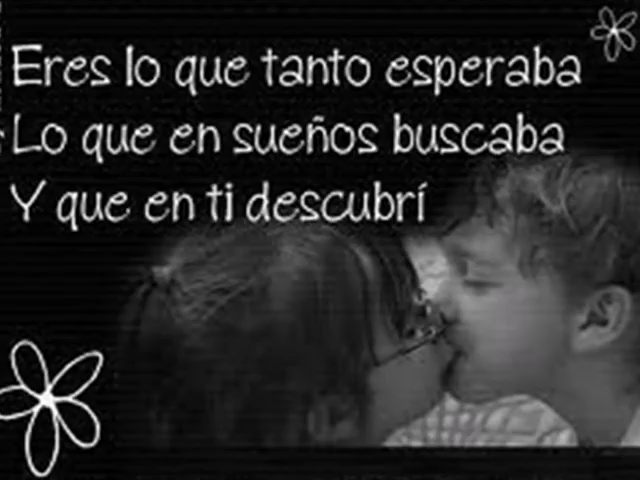 Eres lo que tanto esperaba
Lo que en sueños buscaba
Y que en ti descubrí